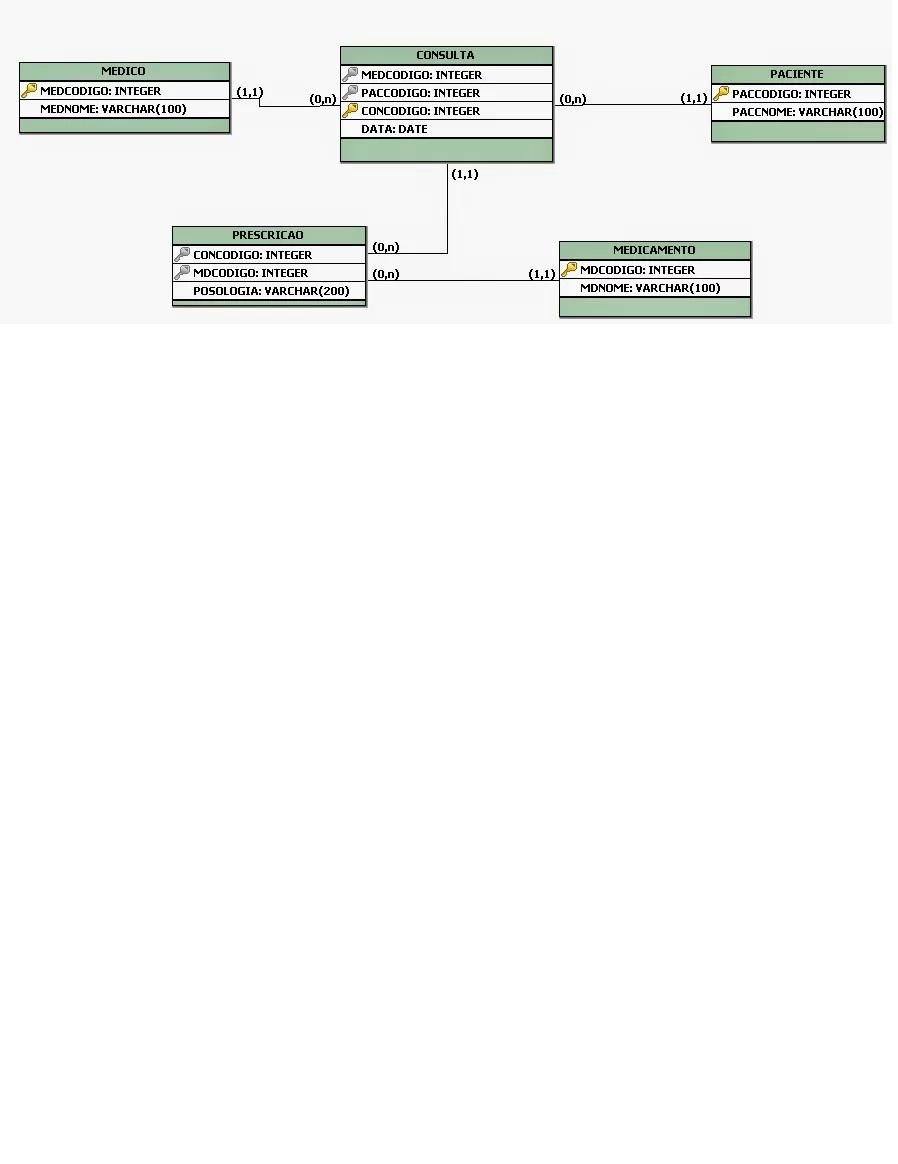 CONSULTA
MEDCODIGO: INTEGER
PACCODIGO: INTEGER
CONCODIGO: INTEGER
DATA: DATE
MEDICO
MEDCODIGO: INTEGER
MEDNOME: VARCHAR(100)
(1,1)
(0,n)
(0,n)
(1,1)
PACIENTE
PACCODIGO: INTEGER
PACCNOME: VARCHAR(100)
(1,1)
PRESCRICAO
CONCODIGO: INTEGER
MDCODIGO: INTEGER
POSOLOGIA: VARCHAR(200)
(0,n)
(0,n)
(1,1)
MEDICAMENTO
MDCODIGO: INTEGER
MDNOME: VARCHAR(100)